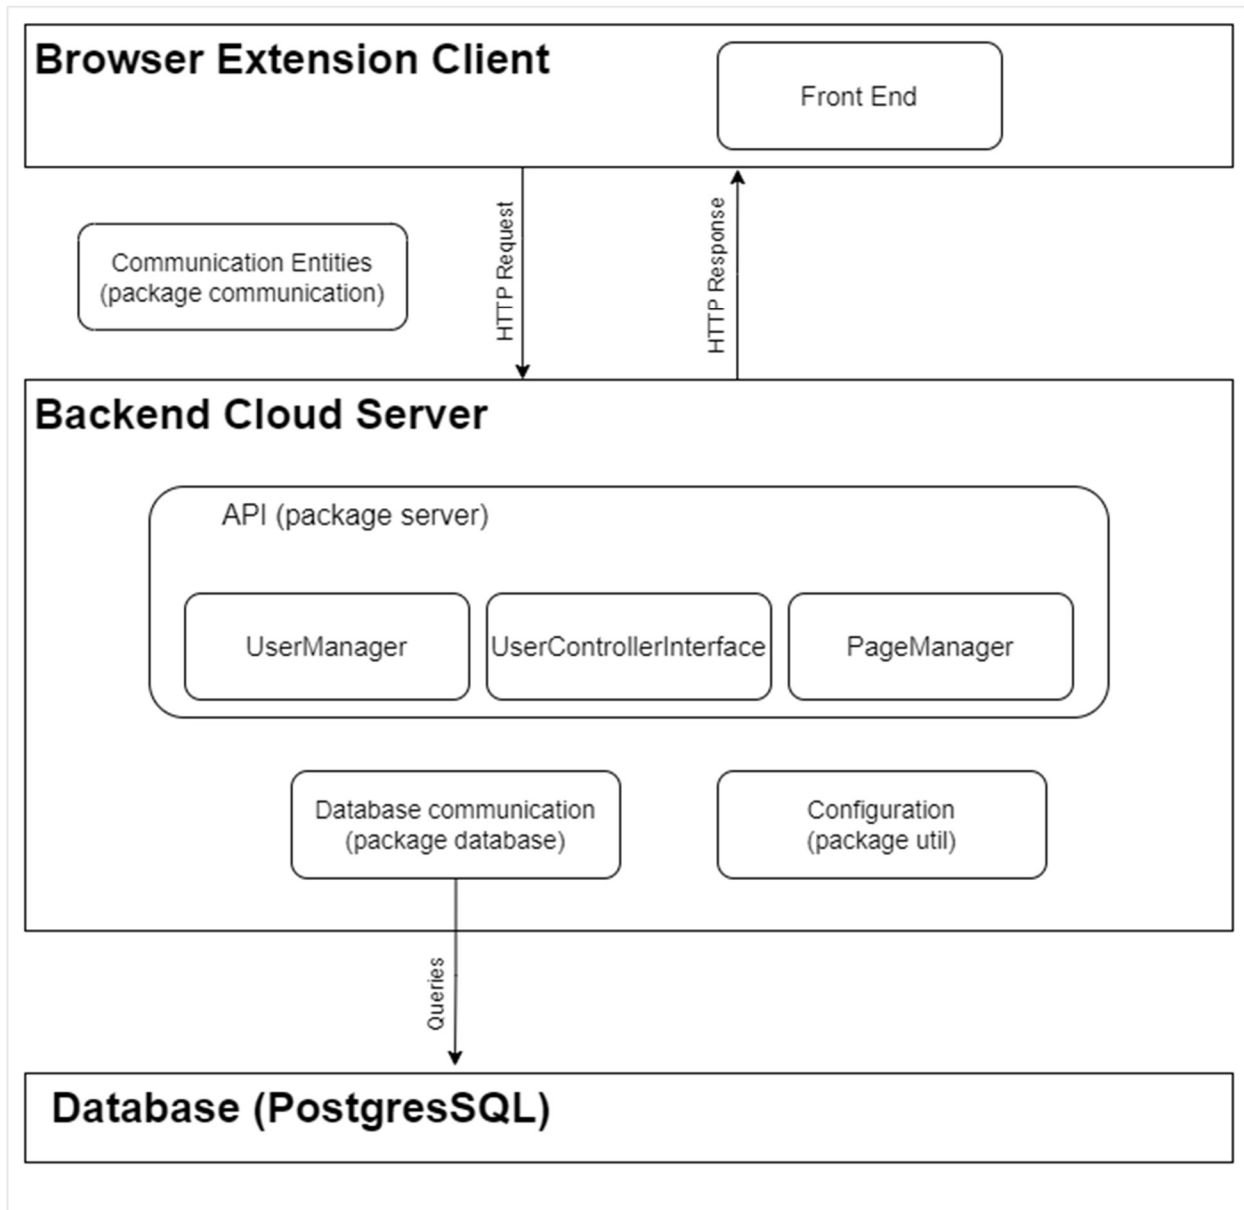 Browser Extension Client
Front End
HTTP Request
HTTP Response
Communication Entities
(package communication)
Backend Cloud Server
API (package server)
UserManager
UserControllerInterface
PageManager
Database communication
(package database)
Configuration
(package util)
Queries
Database (PostgresSQL)